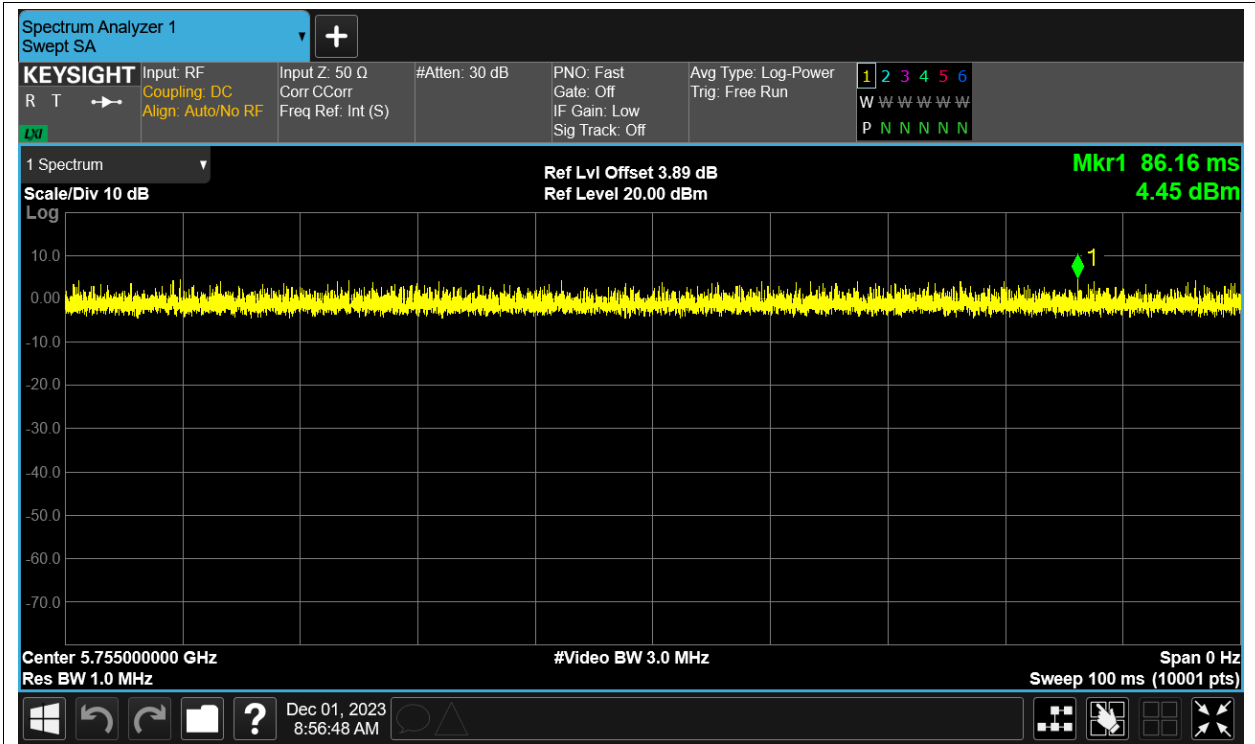 Spectrum Analyzer 1
Swept SA
KEYSIGHT
R T
LXI
Input: RF
Coupling: DC
Align: Auto/No RF
Input Z: 50 Ω
Corr CCorr
Freq Ref: Int (S)
#Atten: 30 dB
PNO: Fast
Gate: Off
IF Gain: Low
Sig Track: Off
Avg Type: Log-Power
Trig: Free Run
1 2 3 4 5 6
W W W W W W
P N N N N N
1 Spectrum
Scale/Div 10 dB
Ref Lvl Offset 3.89 dB
Ref Level 20.00 dBm
Mkr1 86.16 ms
4.45 dBm
Log
10.0
0.00
-10.0
-20.0
-30.0
-40.0
-50.0
-60.0
-70.0
1
Center 5.755000000 GHz
Res BW 1.0 MHz
#Video BW 3.0 MHz
Span 0 Hz
Sweep 100 ms (10001 pts)
?
Dec 01, 2023
8:56:48 AM